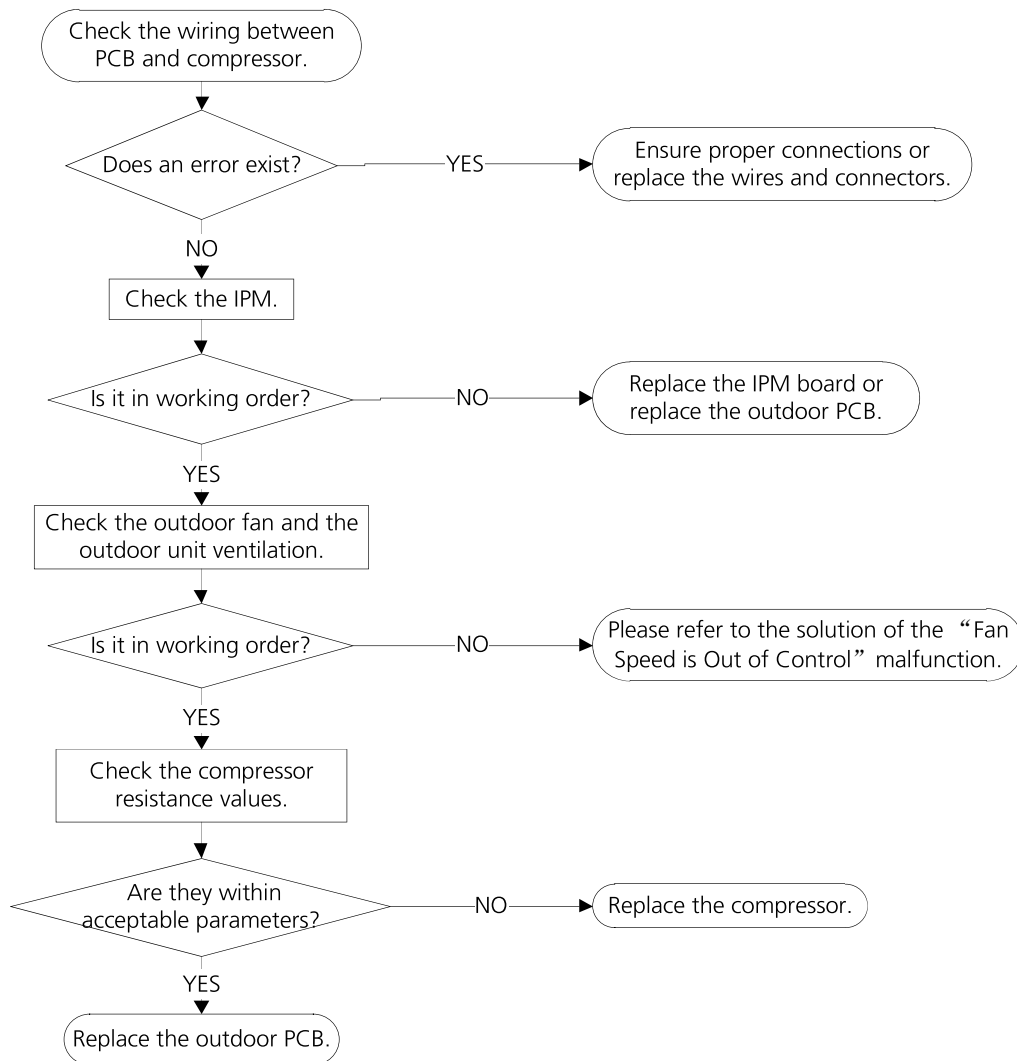 Check the wiring between
PCB and compressor.
Does an error exist?
YES
Ensure proper connections or
replace the wires and connectors.
NO
Check the IPM.
Is it in working order?
NO
Replace the IPM board or
replace the outdoor PCB.
YES
Check the outdoor fan and the
outdoor unit ventilation.
Is it in working order?
NO
Please refer to the solution of the “Fan
Speed is Out of Control” malfunction.
YES
Check the compressor
resistance values.
Are they within
acceptable parameters?
NO
Replace the compressor.
YES
Replace the outdoor PCB.